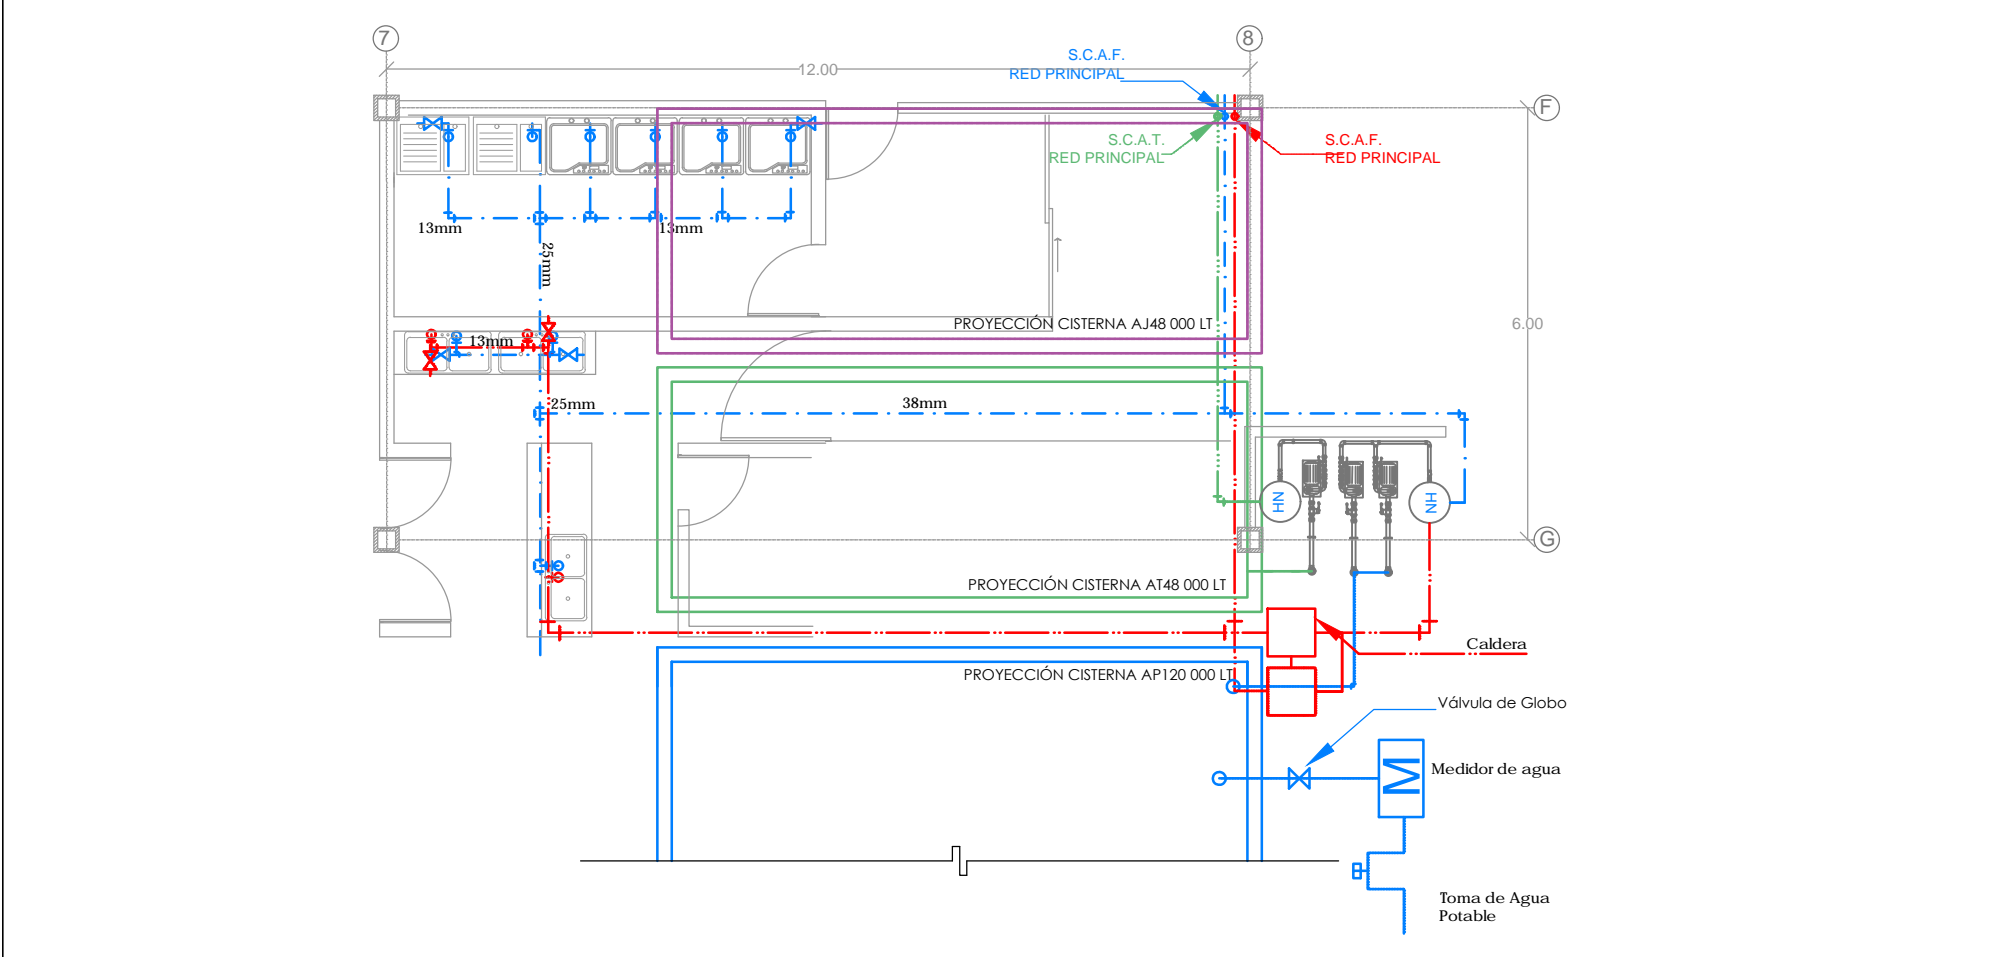 7
8
12.00
S.C.A.F.
RED PRINCIPAL
F
S.C.A.T.
RED PRINCIPAL
S.C.A.F.
RED PRINCIPAL
13mm
13mm
25mm
PROYECCIÓN CISTERNA AJ48 000 LT
6.00
13mm
25mm
38mm
HN
HN
G
PROYECCIÓN CISTERNA AT48 000 LT
Caldera
PROYECCIÓN CISTERNA AP120 000 LT
Válvula de Globo
M
Medidor de agua
Toma de Agua
Potable